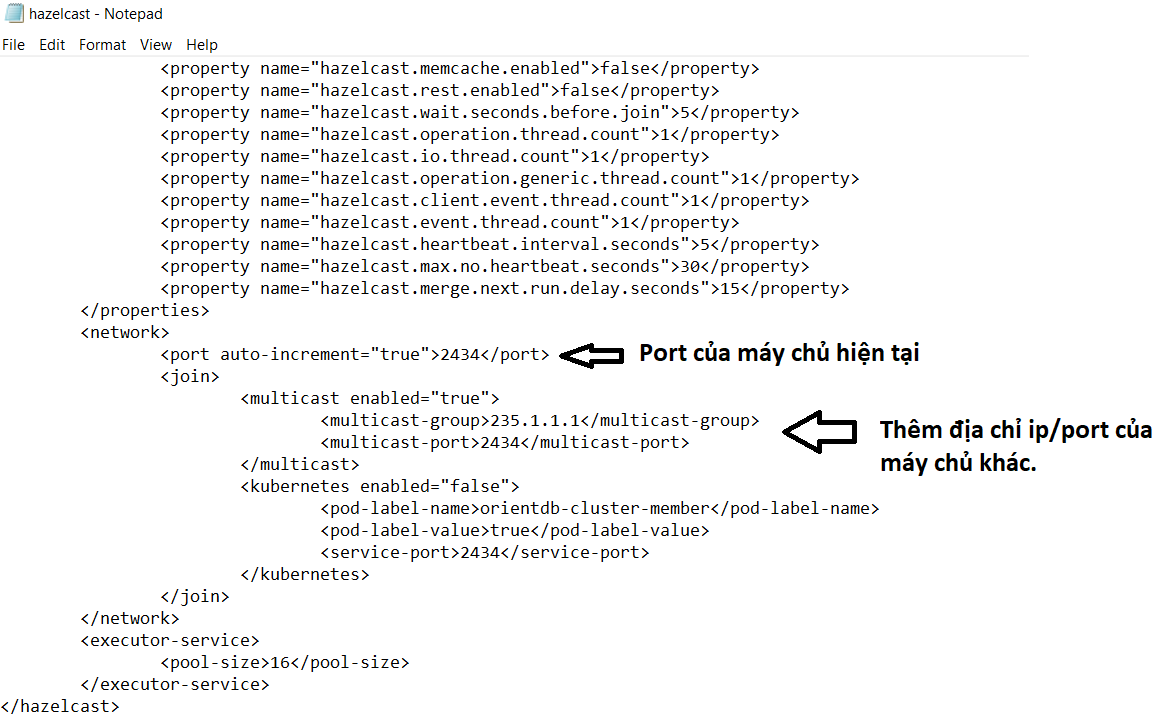 hazelcast - Notepad
File Edit Format View Help
<property name="hazelcast.memcache.enabled">false</property>
<property name="hazelcast.rest.enabled">false</property>
<property name="hazelcast.wait.seconds.before.join">5</property>
<property name="hazelcast.operation.thread.count">1</property>
<property name="hazelcast.io.thread.count">1</property>
<property name="hazelcast.operation.generic.thread.count">1</property>
<property name="hazelcast.client.event.thread.count">1</property>
<property name="hazelcast.event.thread.count">1</property>
<property name="hazelcast.heartbeat.interval.seconds">5</property>
<property name="hazelcast.max.no.heartbeat.seconds">30</property>
<property name="hazelcast.merge.next.run.delay.seconds">15</property>
</properties>
<network>
<port auto-increment="true">2434</port> Port của máy chủ hiện tại
<join>
<multicast enabled="true">
<multicast-group>235.1.1.1</multicast-group>
<multicast-port>2434</multicast-port>
Thêm địa chỉ ip/port của
máy chủ khác.
</multicast>
<kubernetes enabled="false">
<pod-label-name>orientdb-cluster-member</pod-label-name>
<pod-label-value>true</pod-label-value>
<service-port>2434</service-port>
</kubernetes>
</join>
</network>
<executor-service>
<pool-size>16</pool-size>
</executor-service>
</hazelcast>